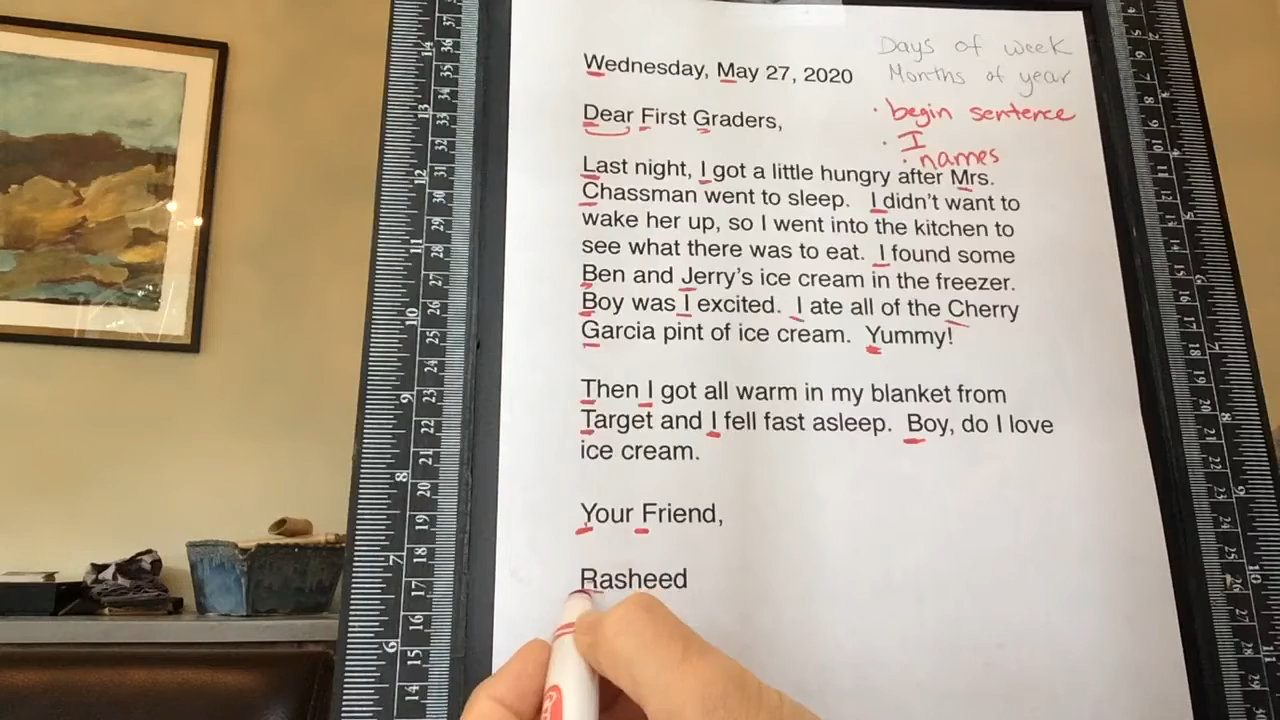 Wednesday, May 27, 2020
Days of week
Months of year
· begin sentence
· I
· names
Dear First Graders,
Last night, I got a little hungry after Mrs.
Chassman went to sleep. I didn't want to
wake her up, so I went into the kitchen to
see what there was to eat. I found some
Ben and Jerry's ice cream in the freezer.
Boy was I excited. I ate all of the Cherry
Garcia pint of ice cream. Yummy!
Then I got all warm in my blanket from
Target and I fell fast asleep. Boy, do I love
ice cream.
Your Friend,
Rasheed